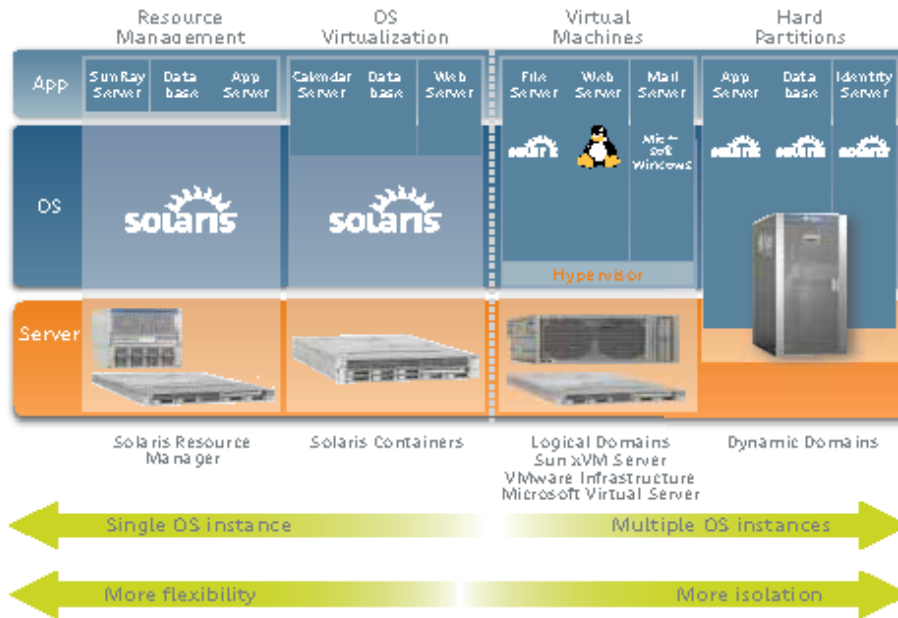 Resource
Management
OS
Virtualization
Virtual
Machines
Hard
Partitions
App
SunRay
Server
Data
base
App
Server
Calendar
Server
Data
base
Web
Server
File
Server
Web
Server
Mail
Server
App
Server
Data
base
Identity
Server
OS
solaris
solaris
solaris
Mic-
soft
Windows
solaris
solaris
solaris
Hypervisor
Server
Solaris Resource
Manager
Solaris Containers
Logical Domains
Sun xVM Server
VMware Infrastructure
Microsoft Virtual Server
Dynamic Domains
Single OS instance
Multiple OS instances
More flexibility
More isolation